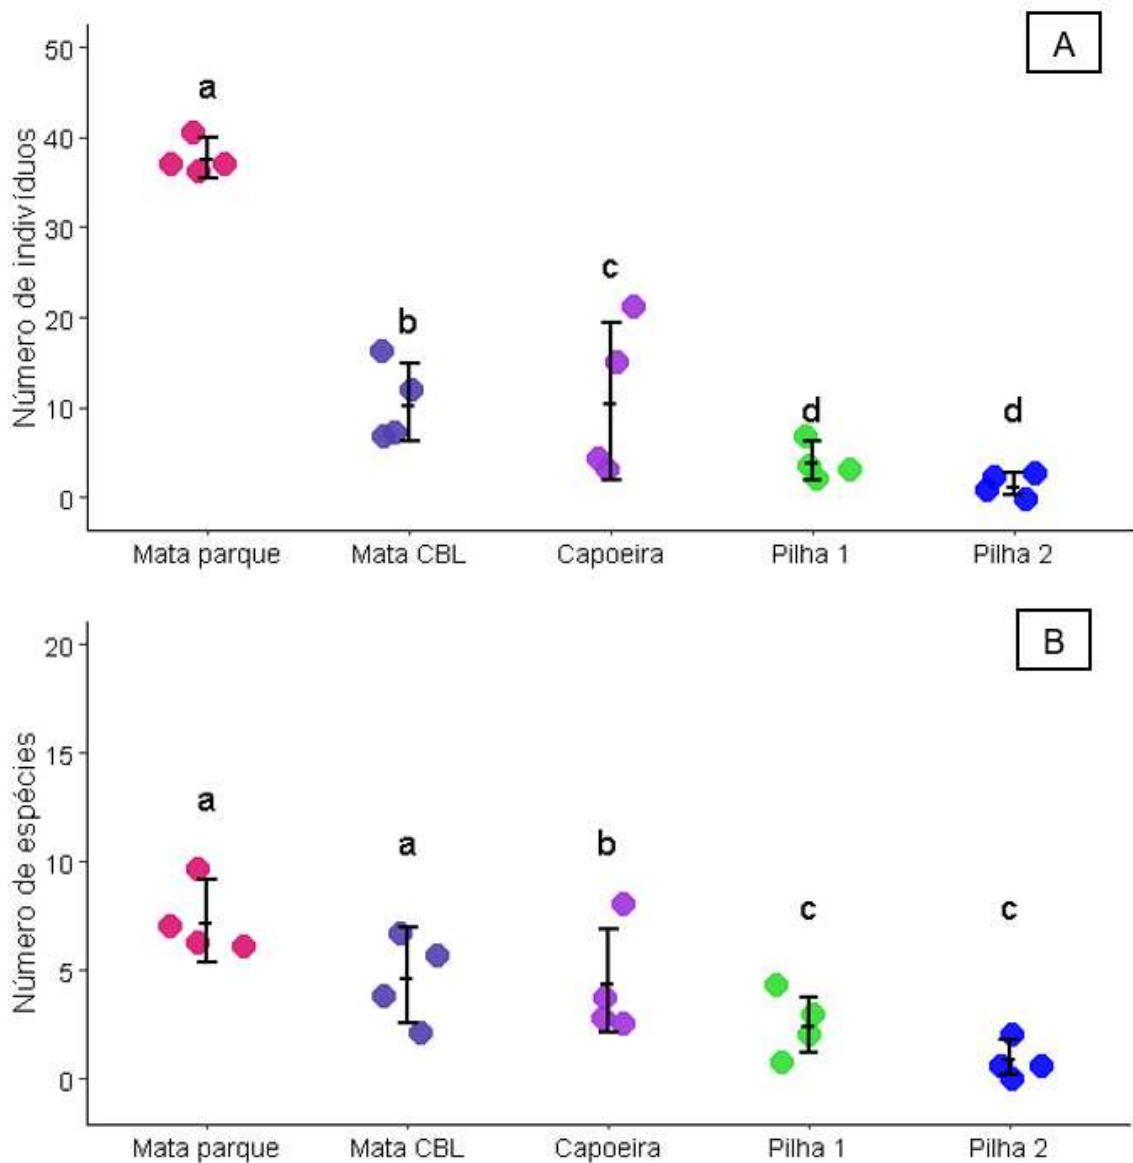 A
50
40
30
20
10
0
Número de indivíduos
a
b
c
d
d
Mata parque
Mata CBL
Capoeira
Pilha 1
Pilha 2
B
20
15
10
5
0
Número de espécies
a
a
b
c
c
Mata parque
Mata CBL
Capoeira
Pilha 1
Pilha 2